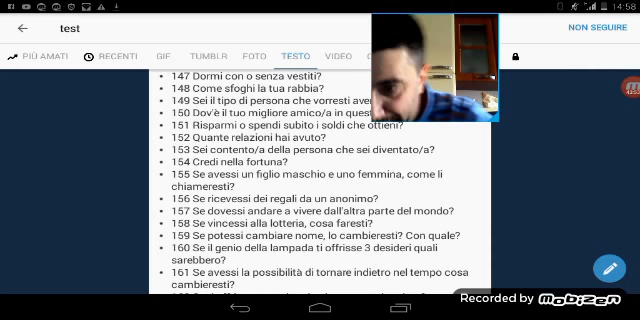 14:58
test
NON SEGUIRE
PIÙ AMATI RECENTI GIF TUMBLR FOTO TESTO VIDEO
147 Dormi con o senza vestiti?
148 Come sfoghi la tua rabbia?
149 Sei il tipo di persona che vorresti
150 Dov'è il tuo migliore amico/a in
151 Risparmi o spendi subito i soldi che ottieni?
152 Quante relazioni hai avuto?
153 Sei contento/a della persona che sei diventato/a?
154 Credi nella fortuna?
155 Se avessi un figlio maschio e uno femmina, come li
chiameresti?
156 Se ricevessi dei regali da un anonimo?
157 Se dovessi andare a vivere dall'altra parte del mondo?
158 Se vincessi alla lotteria, cosa faresti?
159 Se potessi cambiare nome, lo cambieresti? Con quale?
160 Se il genio della lampada ti offrisse 3 desideri quali
sarebbero?
161 Se avessi la possibilità di tornare indietro nel tempo cosa
cambieresti?
Recorded by Mobizen